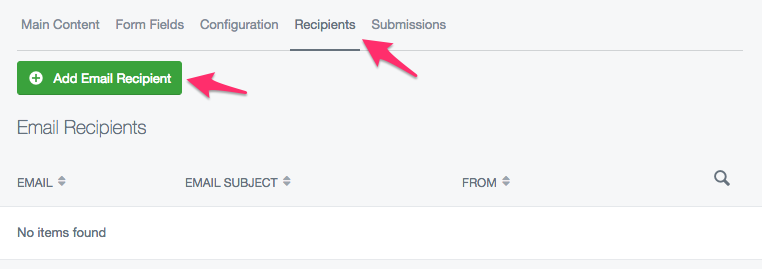 Main Content Form Fields Configuration Recipients Submissions
Add Email Recipient
Email Recipients
EMAIL EMAIL SUBJECT FROM
No items found